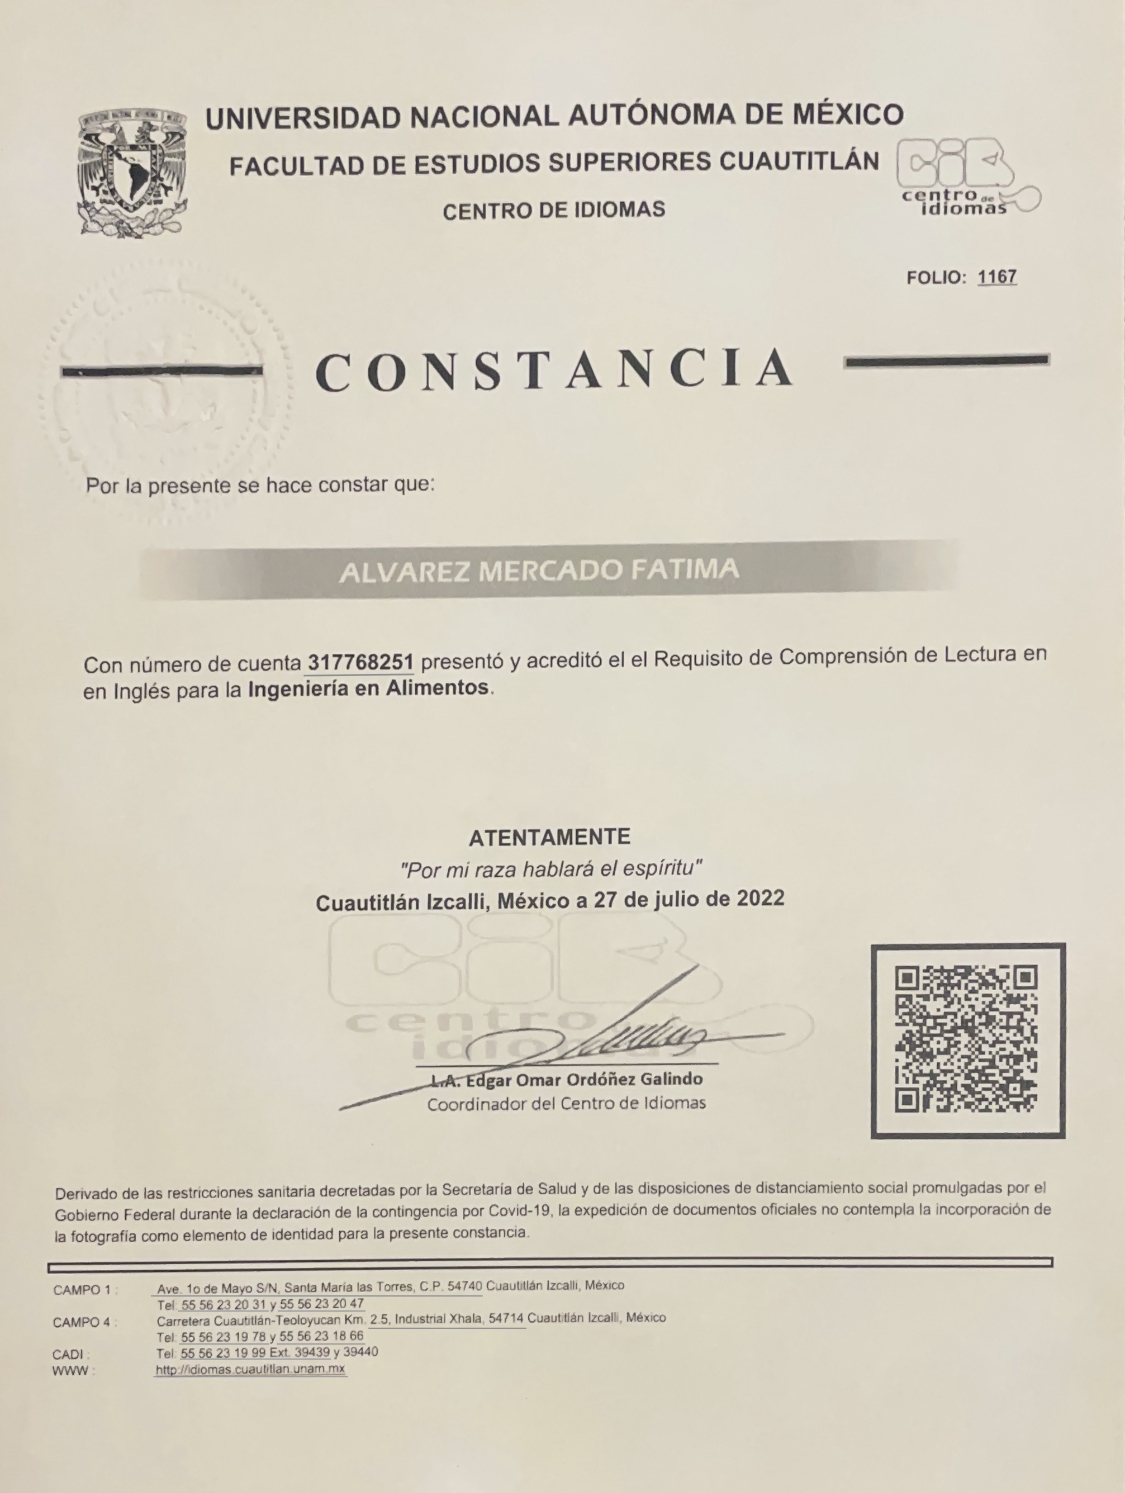 UNIVERSIDAD NACIONAL AUTÓNOMA DE MÉXICO
FACULTAD DE ESTUDIOS SUPERIORES CUAUTITLÁN
CENTRO DE IDIOMAS
centro de
idiomas
FOLIO: 1167
CONSTANCIA
Por la presente se hace constar que:
ALVAREZ MERCADO FATIMA
Con número de cuenta 317768251 presentó y acreditó el el Requisito de Comprensión de Lectura en
en Inglés para la Ingeniería en Alimentos.
ATENTAMENTE
"Por mi raza hablará el espíritu"
Cuautitlán Izcalli, México a 27 de julio de 2022
centro
idiomas
L.A. Edgar Omar Ordóñez Galindo
Coordinador del Centro de Idiomas
Derivado de las restricciones sanitaria decretadas por la Secretaría de Salud y de las disposiciones de distanciamiento social promulgadas por el
Gobierno Federal durante la declaración de la contingencia por Covid-19, la expedición de documentos oficiales no contempla la incorporación de
la fotografía como elemento de identidad para la presente constancia.
CAMPO 1 : Ave. 1o de Mayo S/N, Santa María las Torres, C.P. 54740 Cuautitlán Izcalli, México
Tel: 55 56 23 20 31 y 55 56 23 20 47
CAMPO 4 : Carretera Cuautitlán-Teoloyucan Km. 2.5, Industrial Xhala, 54714 Cuautitlán Izcalli, México
Tel: 55 56 23 19 78 y 55 56 23 18 66
CADI : Tel: 55 56 23 19 99 Ext. 39439 y 39440
WWW : http://idiomas.cuautitlan.unam.mx